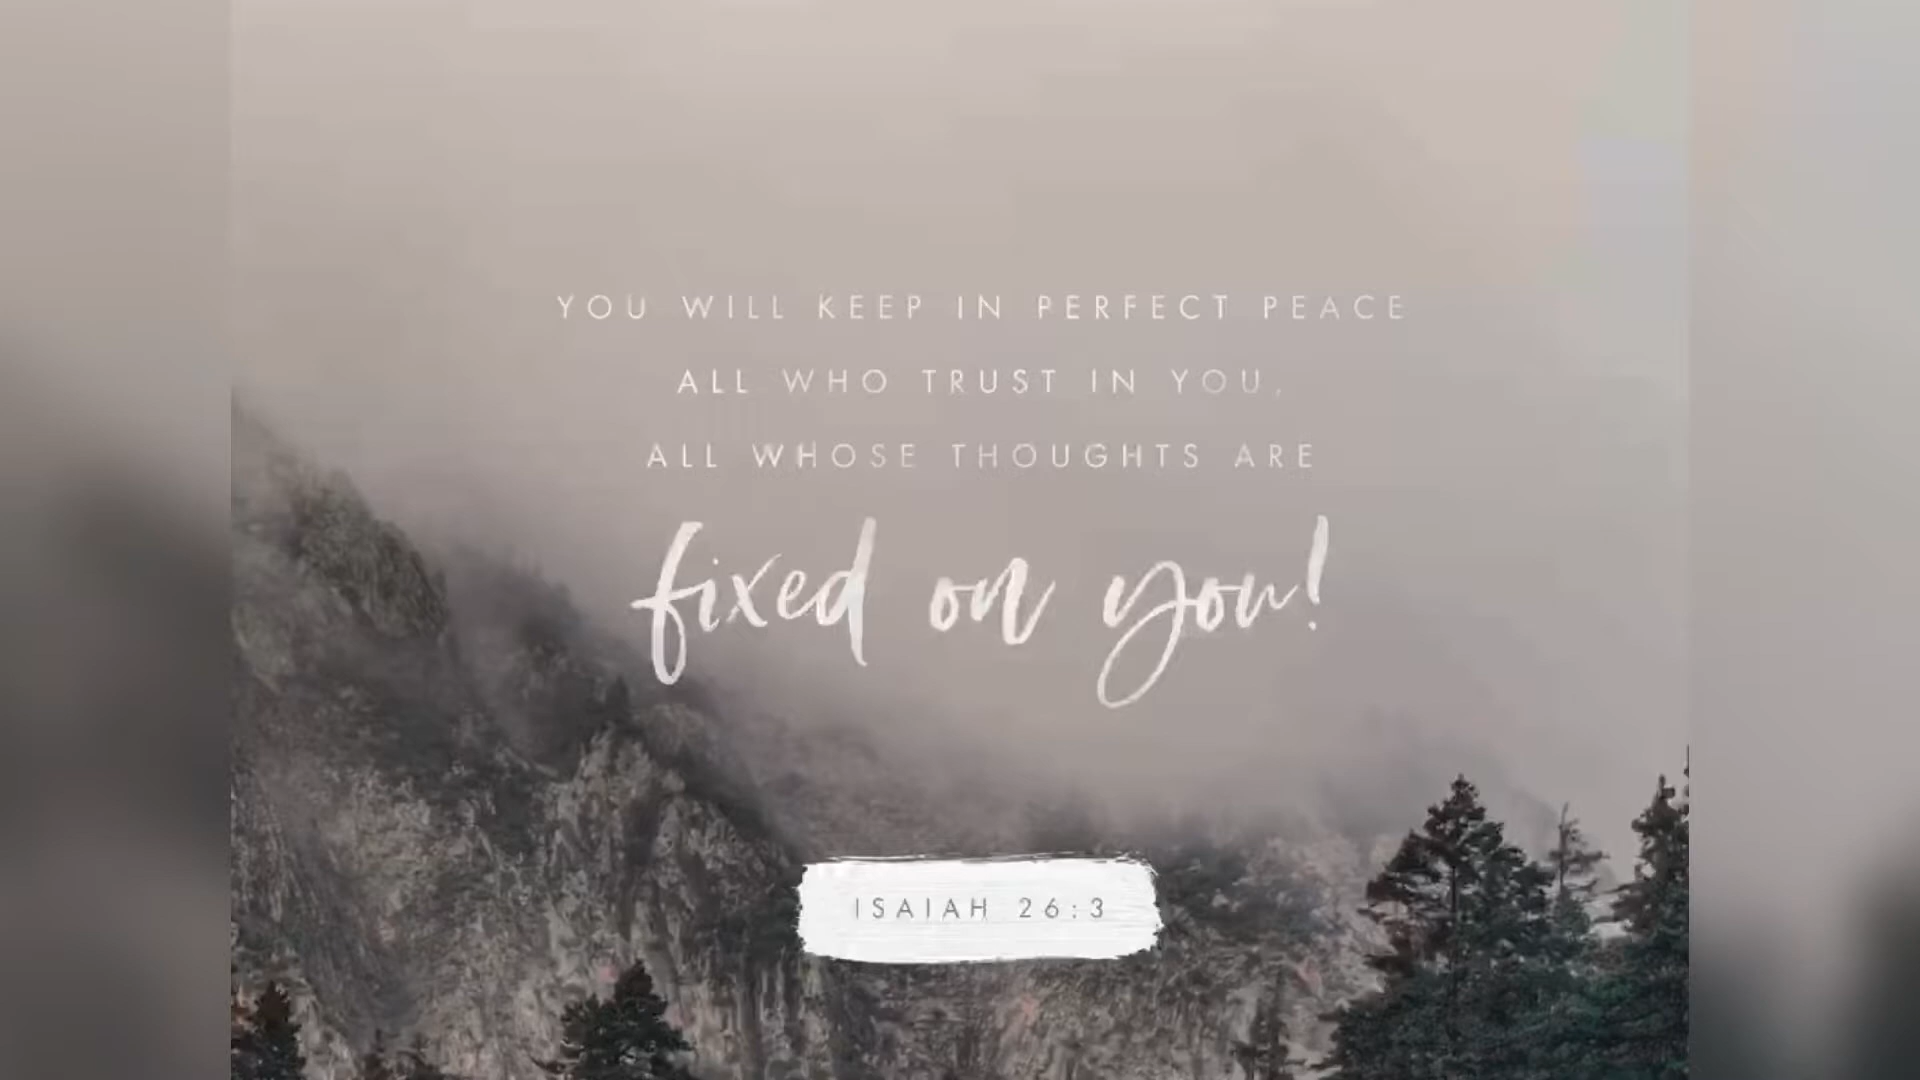 YOU WILL KEEP IN PERFECT PEACE
ALL WHO TRUST IN YOU,
ALL WHOSE THOUGHTS ARE
fixed on you!
ISAIAH 26:3